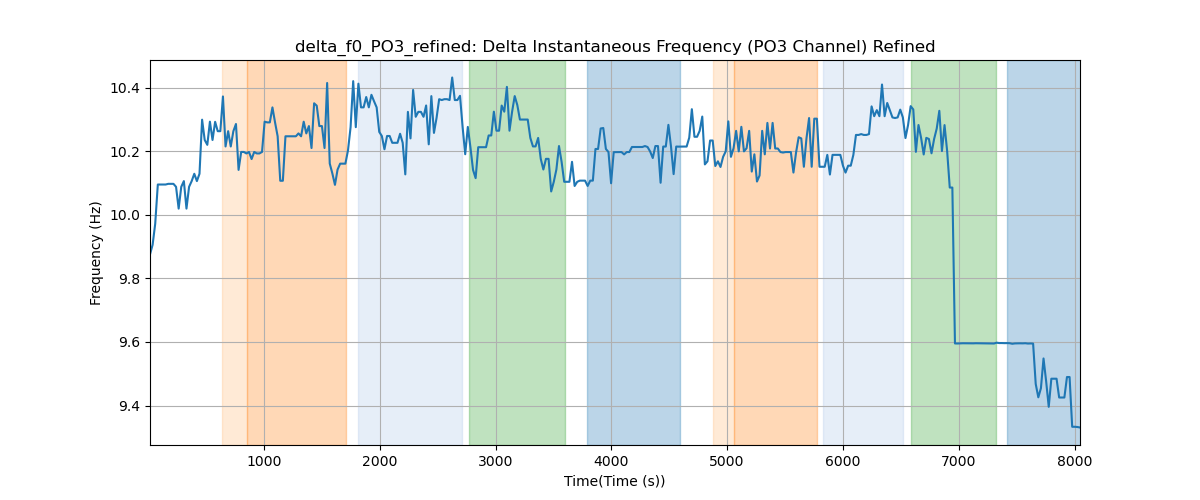 delta_f0_PO3_refined: Delta Instantaneous Frequency (PO3 Channel) Refined
Frequency (Hz)
10.4
10.2
10.0
9.8
9.6
9.4
1000 2000 3000 4000 5000 6000 7000 8000
Time(Time (s))